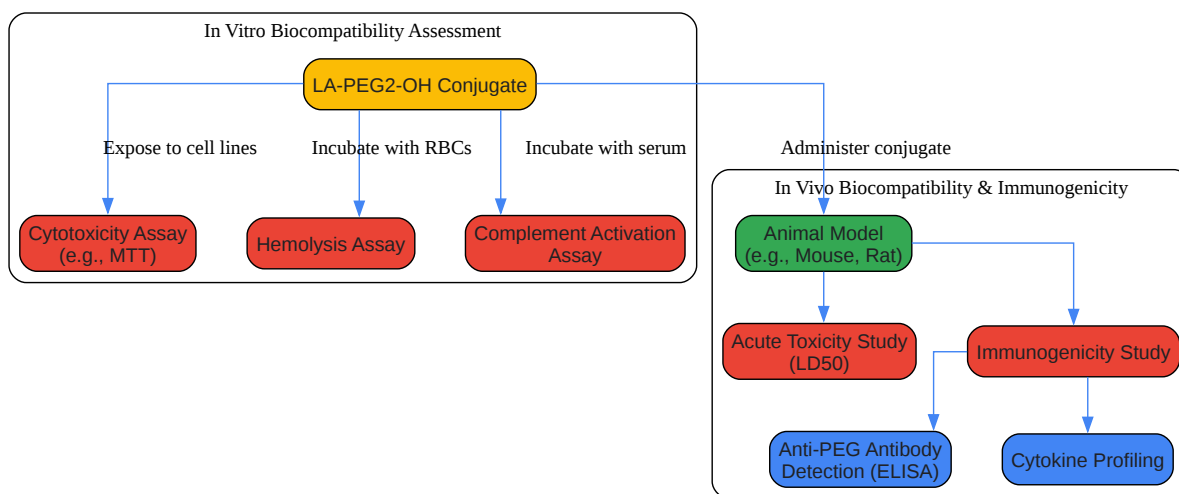 In Vitro Biocompatibility Assessment
LA-PEG2-OH Conjugate
Expose to cell lines
Incubate with RBCs
Incubate with serum
Administer conjugate
In Vivo Biocompatibility & Immunogenicity
Cytotoxicity Assay
(e.g., MTT)
Hemolysis Assay
Complement Activation
Assay
Animal Model
(e.g., Mouse, Rat)
Acute Toxicity Study
(LD50)
Immunogenicity Study
Anti-PEG Antibody
Detection (ELISA)
Cytokine Profiling